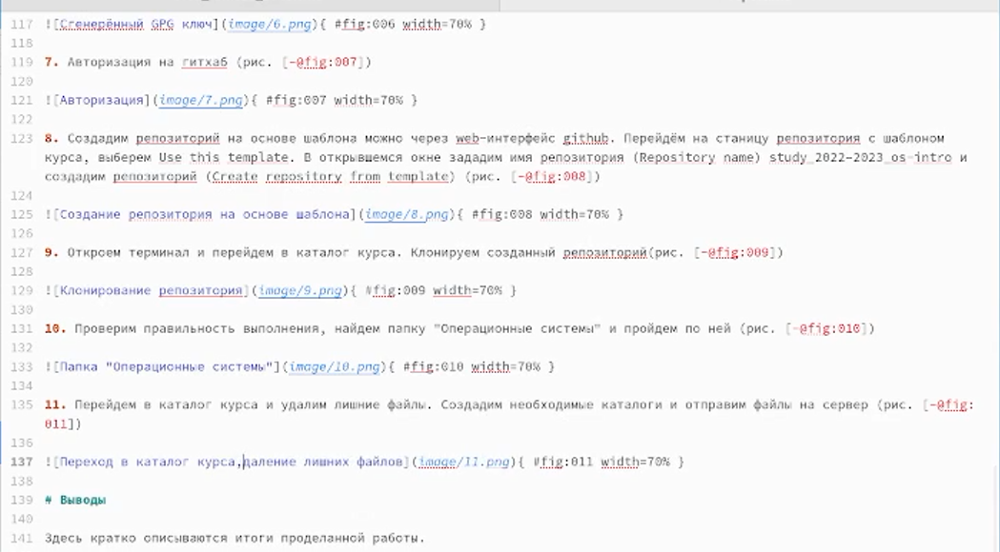 117 ![Сгенерённый GPG ключ](image/6.png){ #fig:006 width=70% }
118
119 7. Авторизация на гитхаб (рис. [-@fig:007])
120
121 ![Авторизация](image/7.png){ #fig:007 width=70% }
122
123 8. Создадим репозиторий на основе шаблона можно через web-интерфейс github. Перейдём на станицу репозитория с шаблоном
курса, выберем Use this template. В открывшемся окне зададим имя репозитория (Repository name) study_2022–2023_os-intro и
создадим репозиторий (Create repository from template) (рис. [-@fig:008])
124
125 ![Создание репозитория на основе шаблона](image/8.png){ #fig:008 width=70% }
126
127 9. Откроем терминал и перейдем в каталог курса. Клонируем созданный репозиторий(рис. [-@fig:009])
128
129 ![Клонирование репозитория](image/9.png){ #fig:009 width=70% }
130
131 10. Проверим правильность выполнения, найдем папку "Операционные системы" и пройдем по ней (рис. [-@fig:010])
132
133 ![Папка "Операционные системы"](image/10.png){ #fig:010 width=70% }
134
135 11. Перейдем в каталог курса и удалим лишние файлы. Создадим необходимые каталоги и отправим файлы на сервер (рис. [-@fig:
011])
136
137 ![Переход в каталог курса,даление лишних файлов](image/11.png){ #fig:011 width=70% }
138
139 # Выводы
140
141 Здесь кратко описываются итоги проделанной работы.